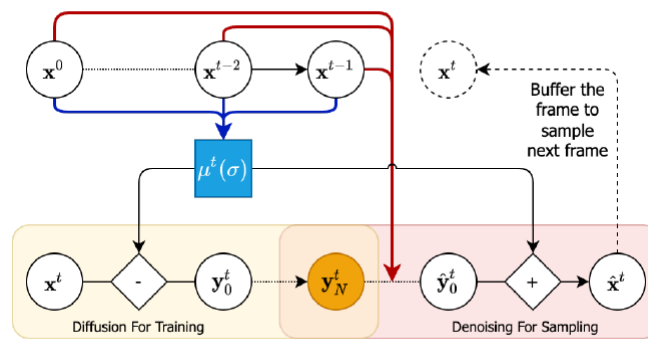 x⁰ xᵗ⁻² xᵗ⁻¹ xᵗ
Buffer the
frame to
sample
next frame
μᵗ(σ)
xᵗ - y₀ᵗ y_Nᵗ ŷ₀ᵗ + x̂ᵗ
Diffusion For Training Denoising For Sampling